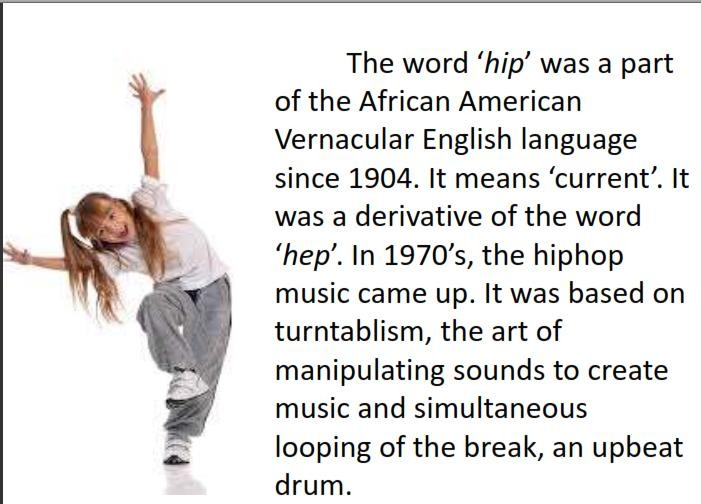 The word ‘hip’ was a part
of the African American
Vernacular English language
since 1904. It means ‘current’. It
was a derivative of the word
‘hep’. In 1970’s, the hiphop
music came up. It was based on
turntablism, the art of
manipulating sounds to create
music and simultaneous
looping of the break, an upbeat
drum.